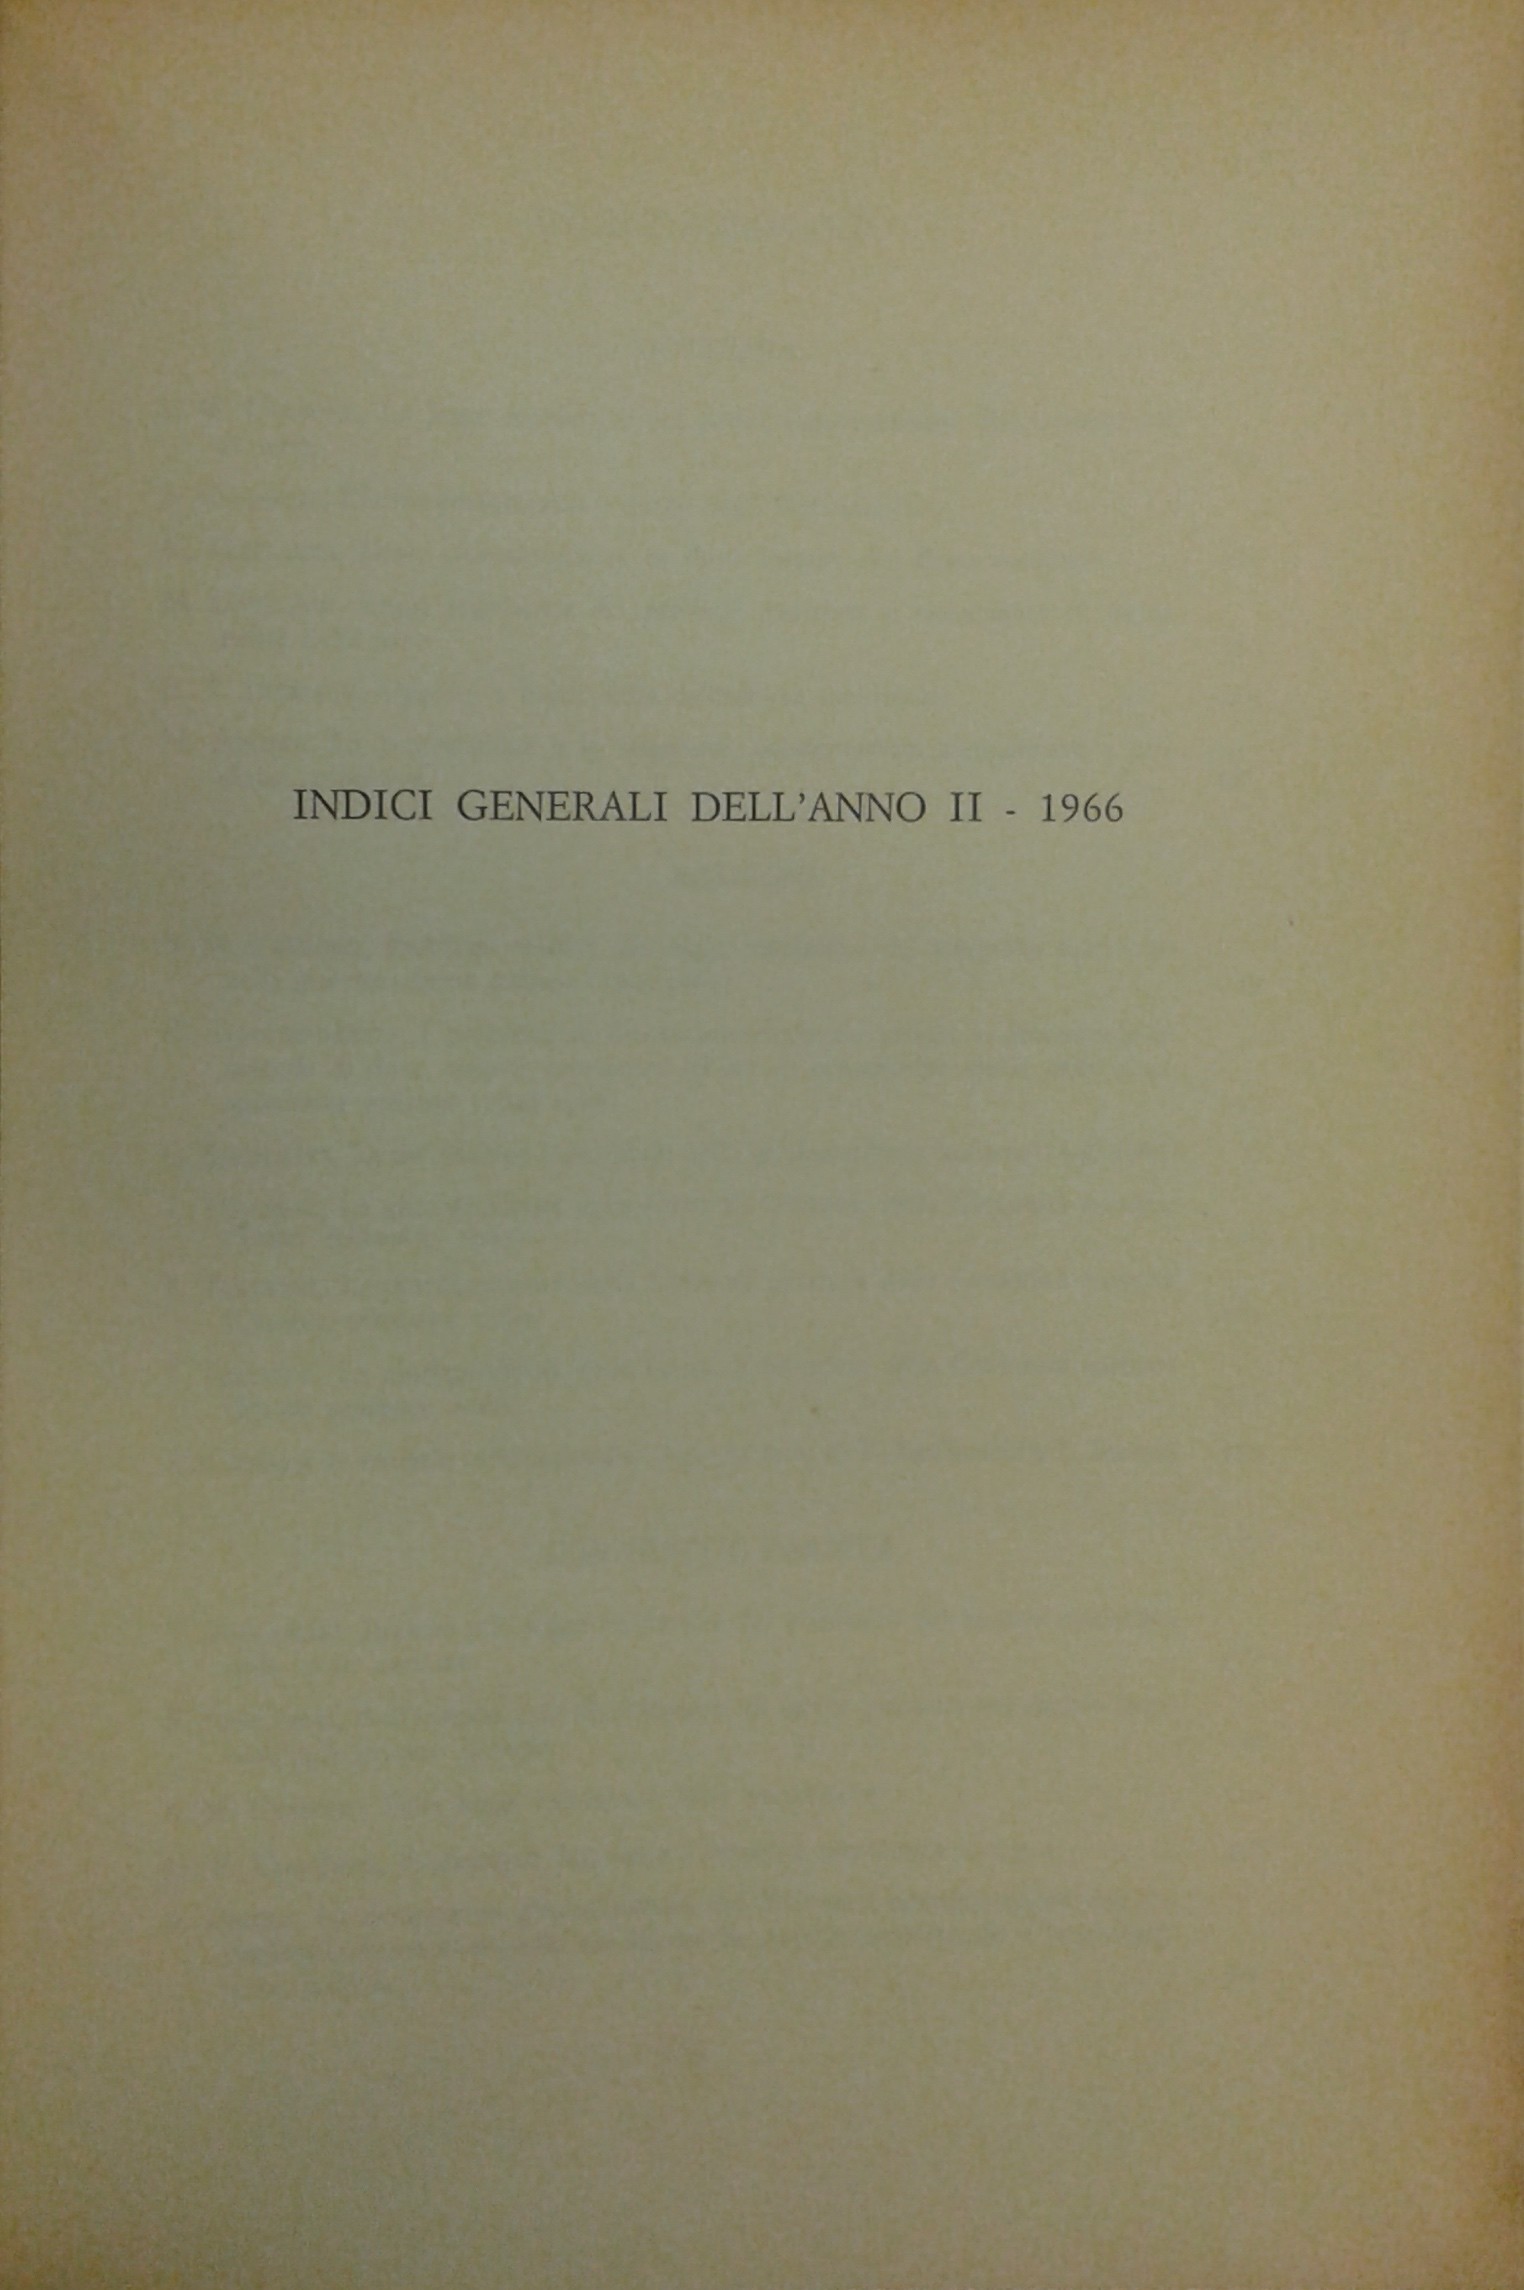 INDICI GENERALI DELL'ANNO II - 1966